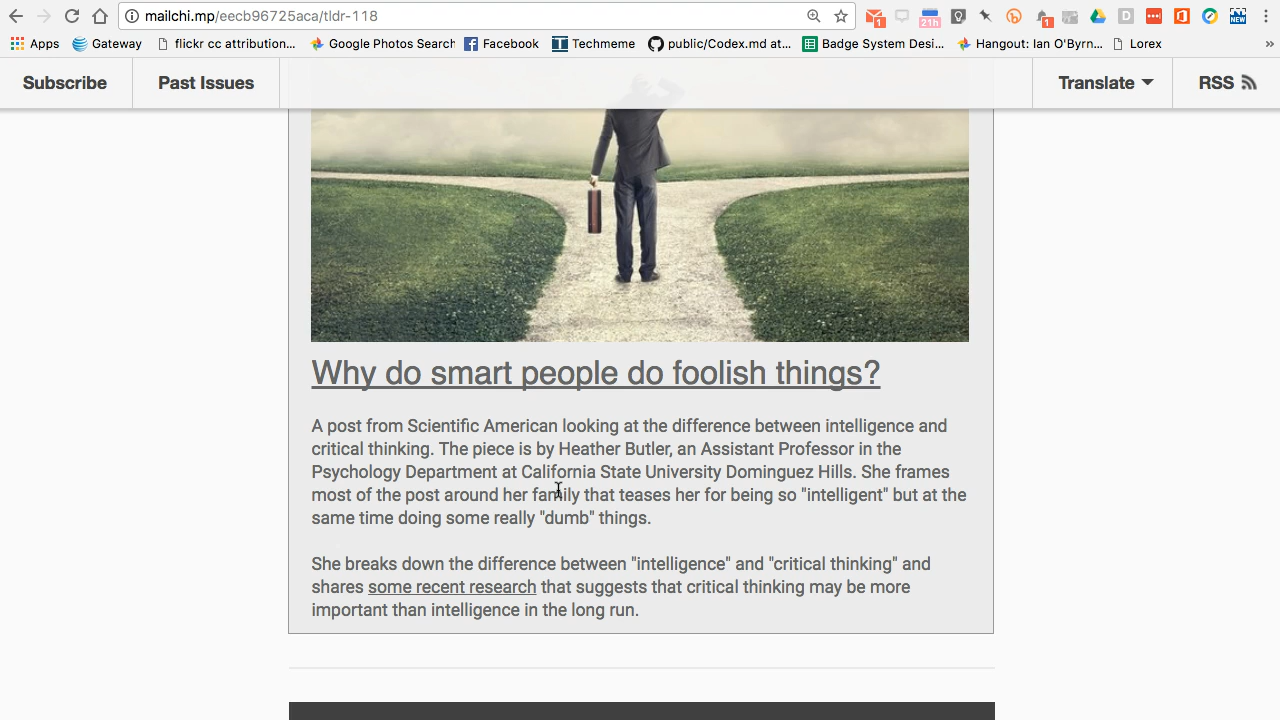 mailchi.mp/eecb96725aca/tldr-118
1
21h
1
NEW
Apps
Gateway
flickr cc attribution...
Google Photos Sear
Facebook
Techmeme
public/Codex.md at...
Badge System Desi...
Hangout: Ian O'Byrn...
Lorex
»
Subscribe
Past Issues
Translate
RSS
Why do smart people do foolish things?
A post from Scientific American looking at the difference between intelligence and
critical thinking. The piece is by Heather Butler, an Assistant Professor in the
Psychology Department at California State University Dominguez Hills. She frames
most of the post around her family that teases her for being so "intelligent" but at the
same time doing some really "dumb" things.
She breaks down the difference between "intelligence" and "critical thinking" and
shares some recent research that suggests that critical thinking may be more
important than intelligence in the long run.